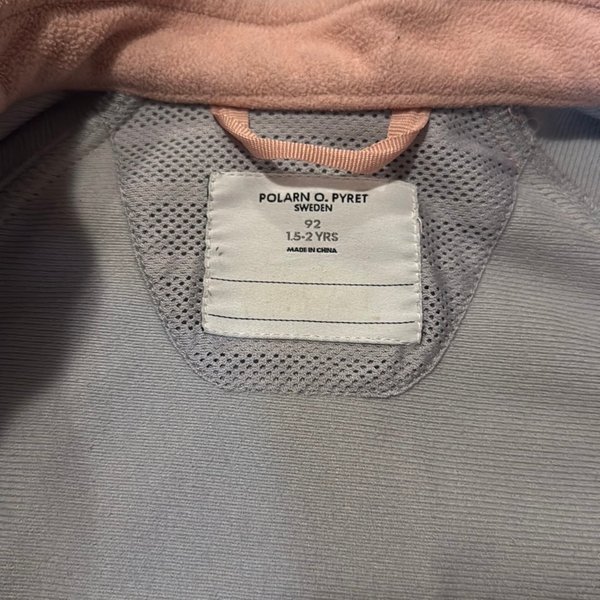 POLARN O. PYRET
SWEDEN
92
1.5-2 YRS
MADE IN CHINA